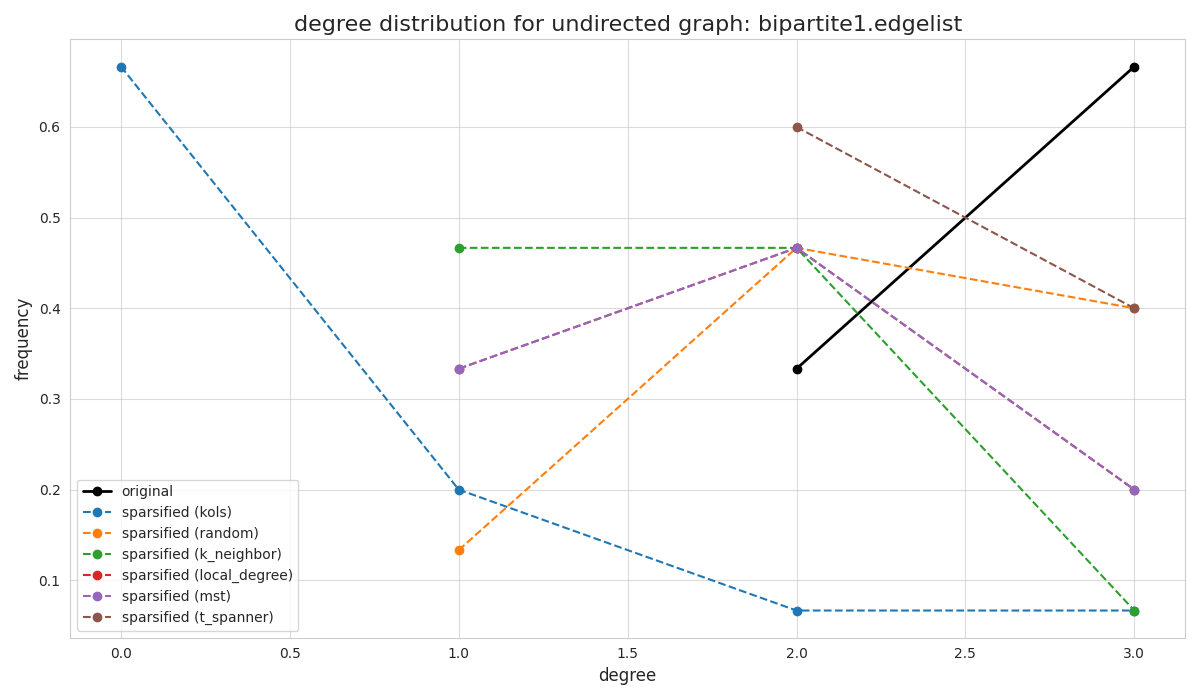 degree distribution for undirected graph: bipartite1.edgelist
frequency
0.6
0.5
0.4
0.3
0.2
0.1
original
sparsified (kols)
sparsified (random)
sparsified (k_neighbor)
sparsified (local_degree)
sparsified (mst)
sparsified (t_spanner)
0.0 0.5 1.0 1.5 2.0 2.5 3.0
degree